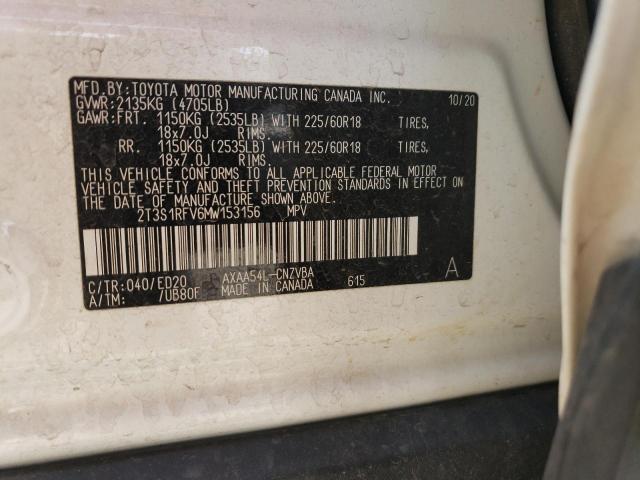 MFD.BY:TOYOTA MOTOR MANUFACTURING CANADA INC. 10/20
GVWR:2135KG (4705LB)
GAWR:FRT. 1150KG (2535LB) WITH 225/60R18 TIRES,
18x7.0J RIMS.
RR. 1150KG (2535LB) WITH 225/60R18 TIRES,
18x7.0J RIMS.
THIS VEHICLE CONFORMS TO ALL APPLICABLE FEDERAL MOTOR
VEHICLE SAFETY AND THEFT PREVENTION STANDARDS IN EFFECT ON
THE DATE OF MANUFACTURE SHOWN ABOVE.
2T3S1RFV6MW153156 MPV
C/TR:040/ED20 AXAA54L-CNZVBA 615 A
A/TM: /UB80F MADE IN CANADA